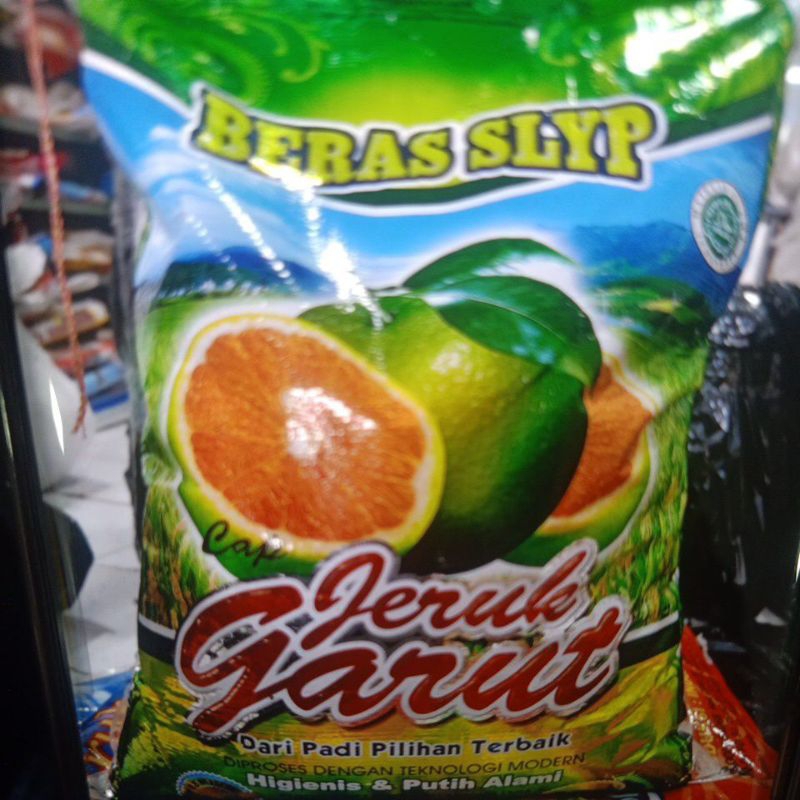 BERAS SLYP
Cap
Jeruk
Garut
Dari Padi Pilihan Terbaik
DIPROSES DENGAN TEKNOLOGI MODERN
Higienis & Putih Alami